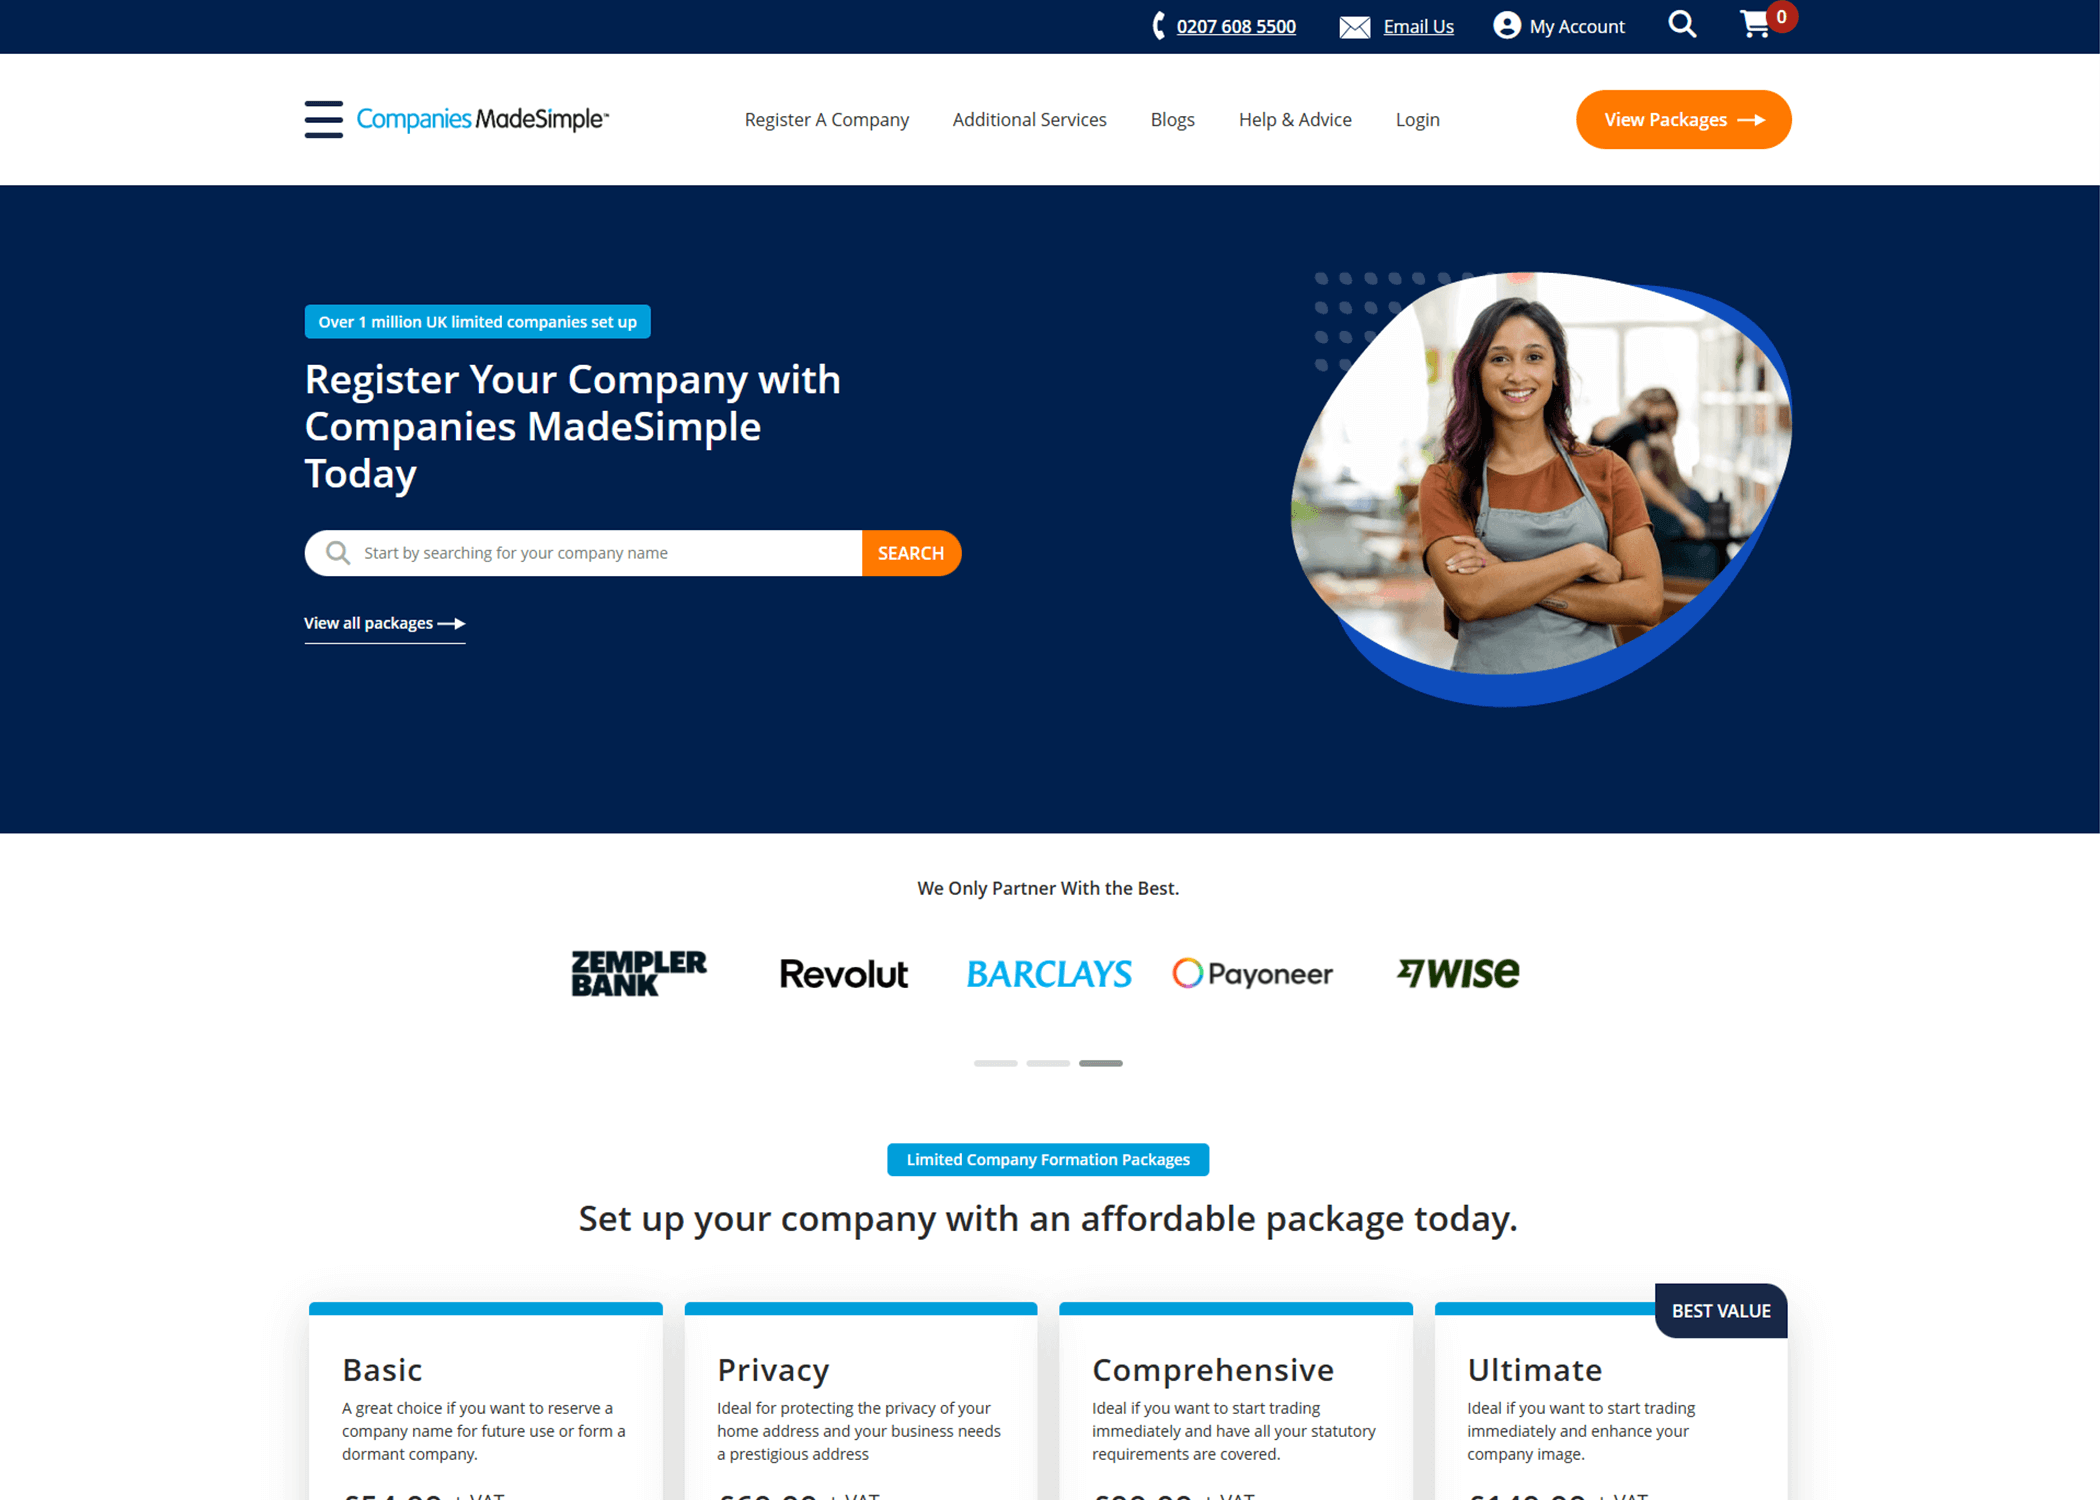 0207 608 5500 Email Us My Account 0
Companies MadeSimple™ Register A Company Additional Services Blogs Help & Advice Login View Packages
Over 1 million UK limited companies set up
Register Your Company with
Companies MadeSimple
Today
Start by searching for your company name SEARCH
View all packages
We Only Partner With the Best.
ZEMPLER
BANK
Revolut
BARCLAYS
Payoneer
WISE
Limited Company Formation Packages
Set up your company with an affordable package today.
Basic
A great choice if you want to reserve a
company name for future use or form a
dormant company.
Privacy
Ideal for protecting the privacy of your
home address and your business needs
a prestigious address
Comprehensive
Ideal if you want to start trading
immediately and have all your statutory
requirements are covered.
BEST VALUE
Ultimate
Ideal if you want to start trading
immediately and enhance your
company image.